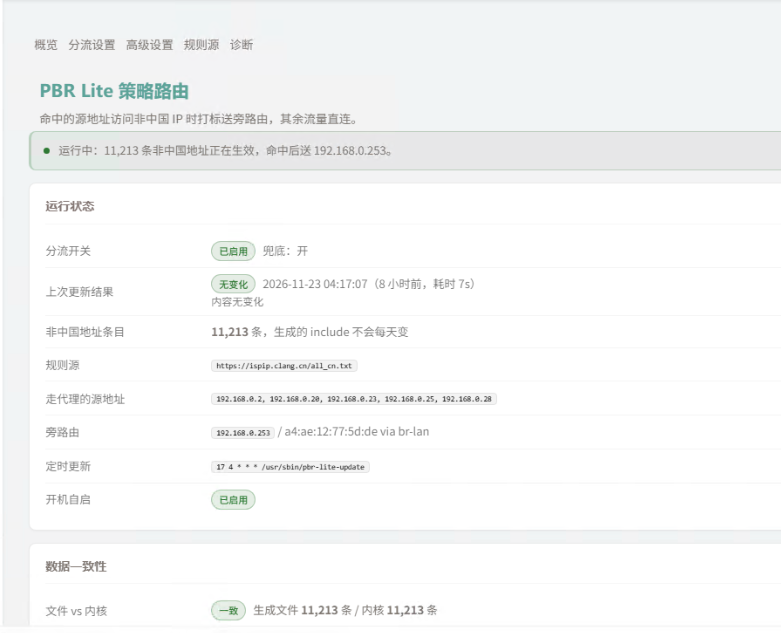 概览 分流设置 高级设置 规则源 诊断
PBR Lite 策略路由
命中的源地址访问非中国 IP 时打标送旁路由，其余流量直连。
运行中：11,213 条非中国地址正在生效，命中后送 192.168.0.253。
运行状态
分流开关 已启用 兜底：开
上次更新结果 无变化 2026-11-23 04:17:07（8 小时前，耗时 7s）
内容无变化
非中国地址条目 11,213 条，生成的 include 不会每天变
规则源 https://ispip.clang.cn/all_cn.txt
走代理的源地址 192.168.0.2, 192.168.0.20, 192.168.0.23, 192.168.0.25, 192.168.0.28
旁路由 192.168.0.253 / a4:ae:12:77:5d:de via br-lan
定时更新 17 4 * * * /usr/sbin/pbr-lite-update
开机自启 已启用
数据一致性
文件 vs 内核 一致 生成文件 11,213 条 / 内核 11,213 条